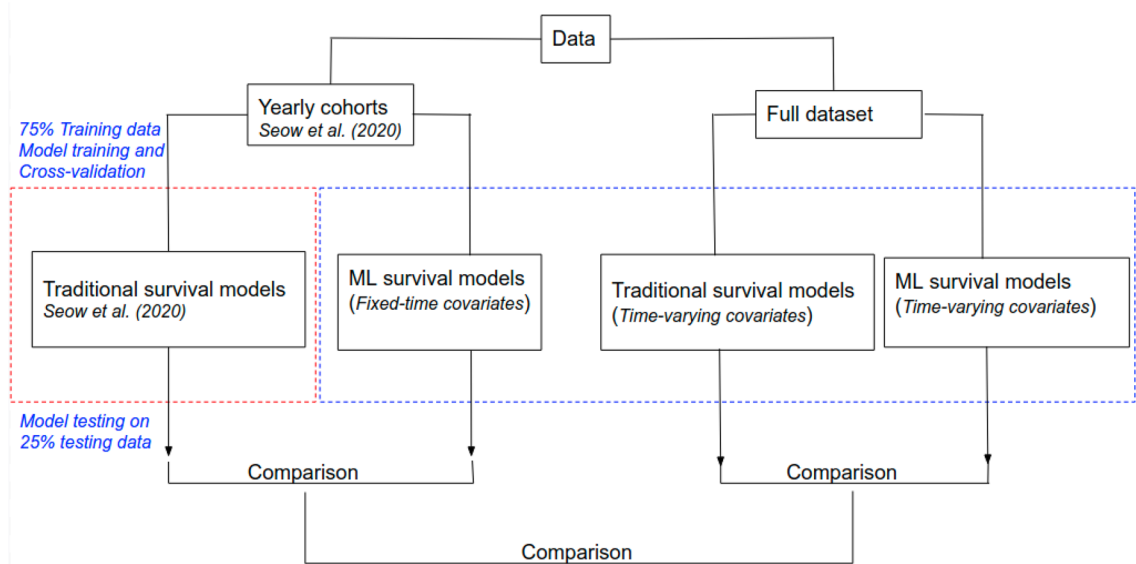 Data
Yearly cohorts
Seow et al. (2020)
Full dataset
75% Training data
Model training and
Cross-validation
Traditional survival models
Seow et al. (2020)
ML survival models
(Fixed-time covariates)
Traditional survival models
(Time-varying covariates)
ML survival models
(Time-varying covariates)
Model testing on
25% testing data
Comparison
Comparison
Comparison